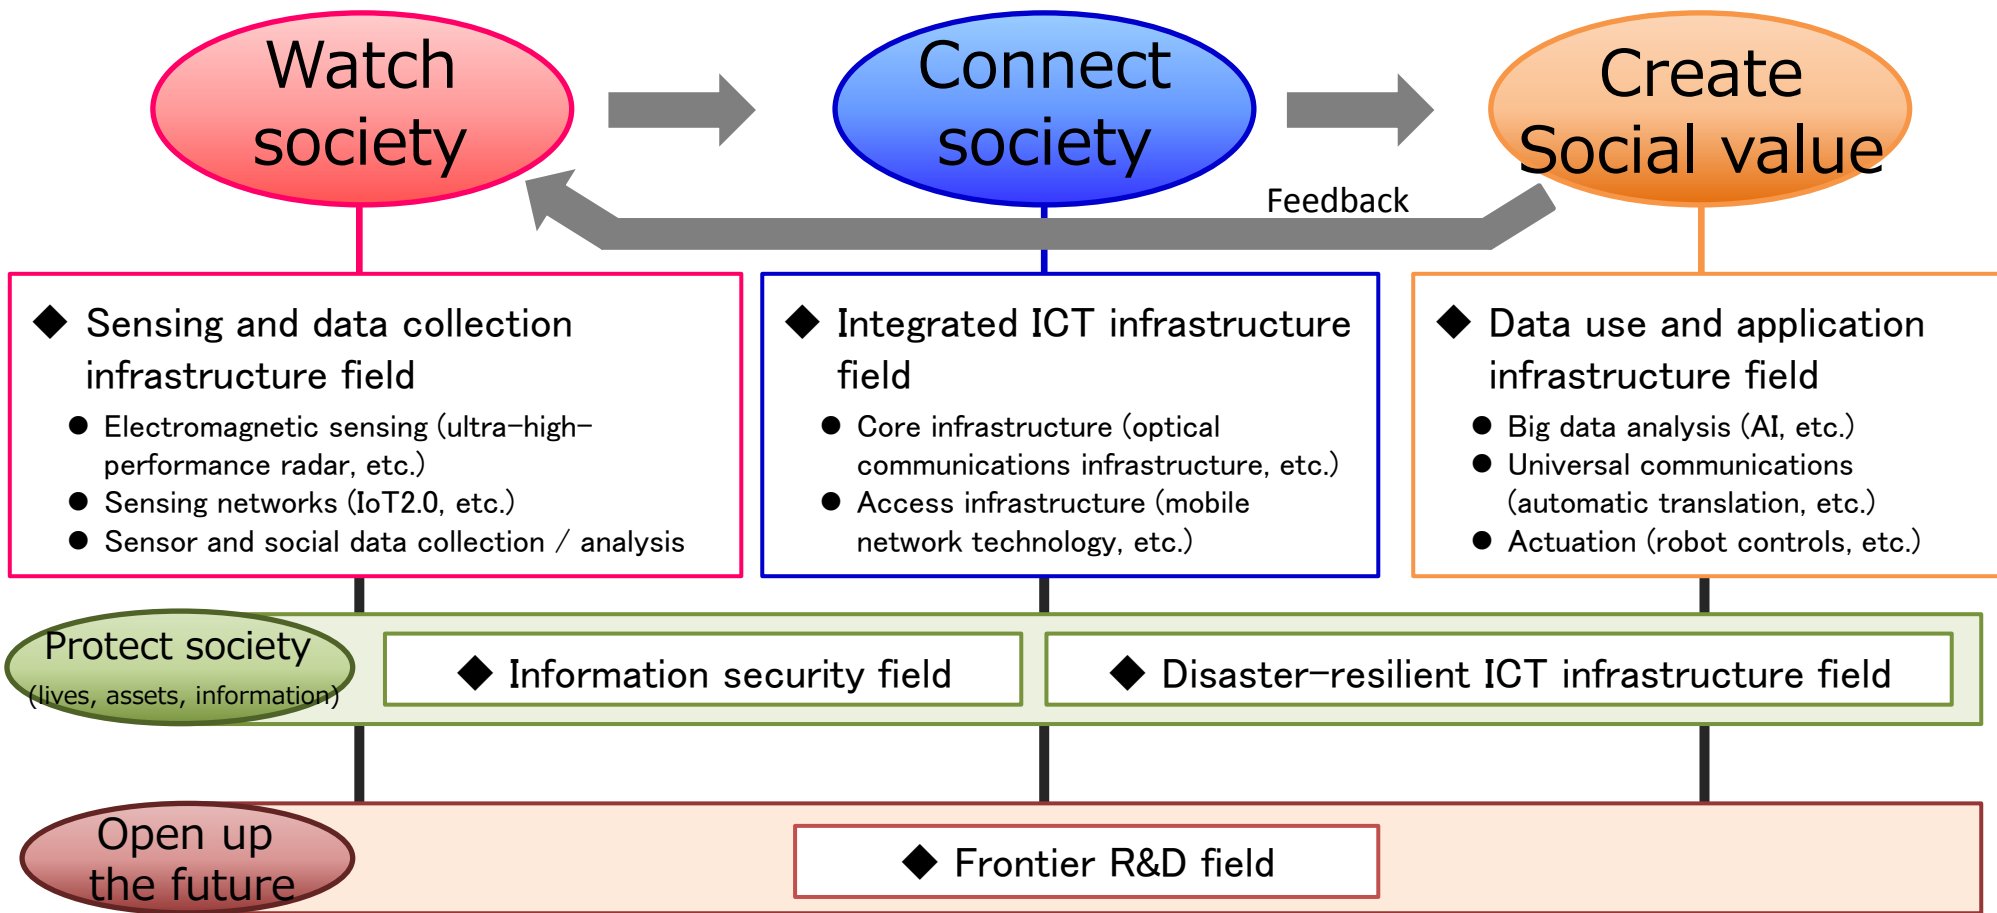 Watch
society
Connect
society
Create
Social value
Feedback
◆ Sensing and data collection
infrastructure field
● Electromagnetic sensing (ultra-high-
performance radar, etc.)
● Sensing networks (IoT2.0, etc.)
● Sensor and social data collection / analysis
◆ Integrated ICT infrastructure
field
● Core infrastructure (optical
communications infrastructure, etc.)
● Access infrastructure (mobile
network technology, etc.)
◆ Data use and application
infrastructure field
● Big data analysis (AI, etc.)
● Universal communications
(automatic translation, etc.)
● Actuation (robot controls, etc.)
Protect society
(lives, assets, information)
◆ Information security field
◆ Disaster-resilient ICT infrastructure field
Open up
the future
◆ Frontier R&D field